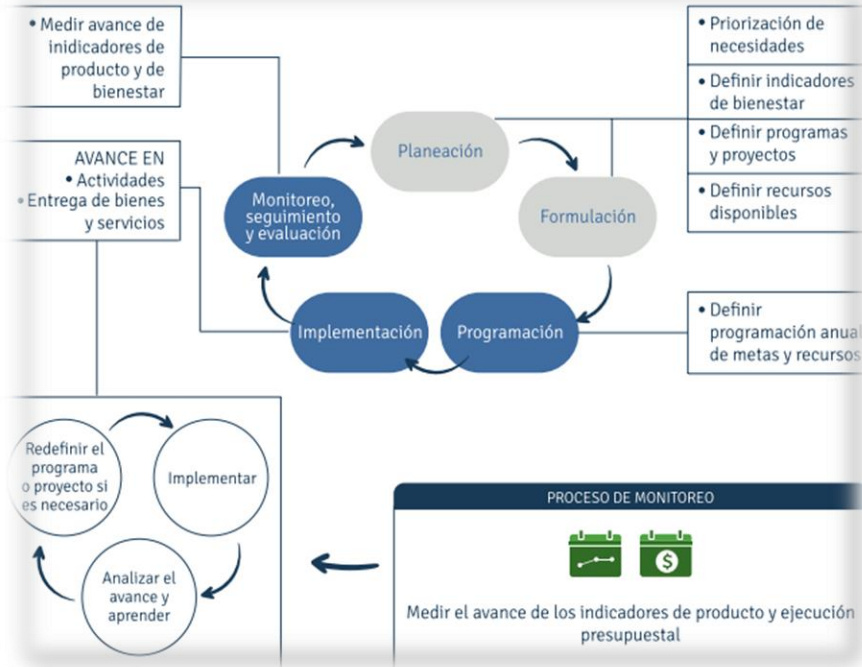 • Medir avance de
inidicadores de
producto y de
bienestar
AVANCE EN
• Actividades
• Entrega de bienes
y servicios
Planeación
Monitoreo,
seguimiento
y evaluación
Formulación
Implementación
Programación
• Priorización de
necesidades
• Definir indicadores
de bienestar
• Definir programas
y proyectos
• Definir recursos
disponibles
• Definir
programación anual
de metas y recursos
Redefinir el
programa
o proyecto si
es necesario
Implementar
Analizar el
avance y
aprender
PROCESO DE MONITOREO
$
Medir el avance de los indicadores de producto y ejecución
presupuestal